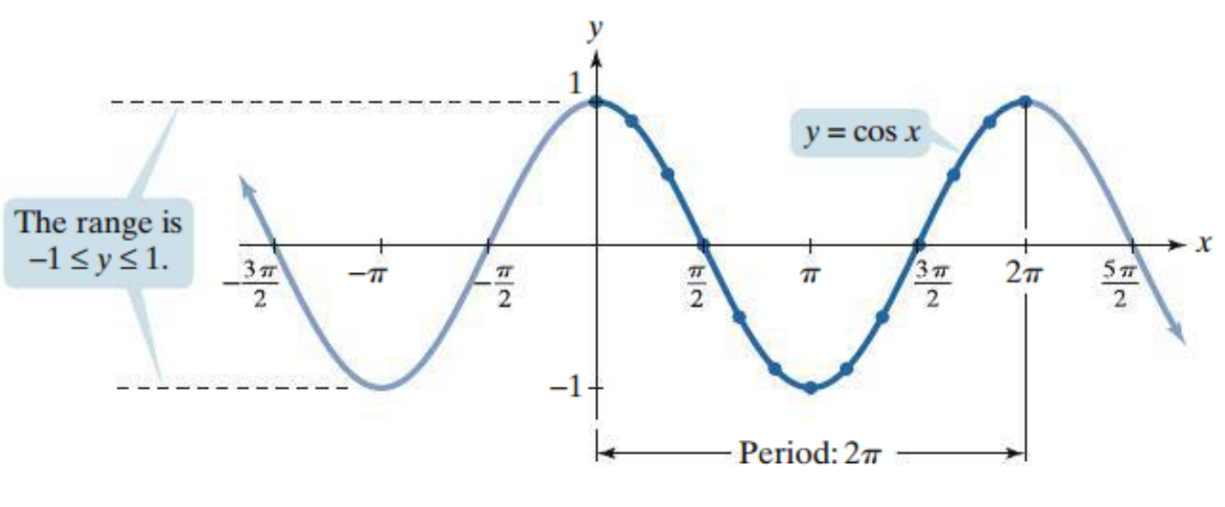 y
1
y = cos x
The range is
−1 ≤ y ≤ 1.
x
−3π/2
−π
−π/2
π/2
π
3π/2
2π
5π/2
−1
Period: 2π